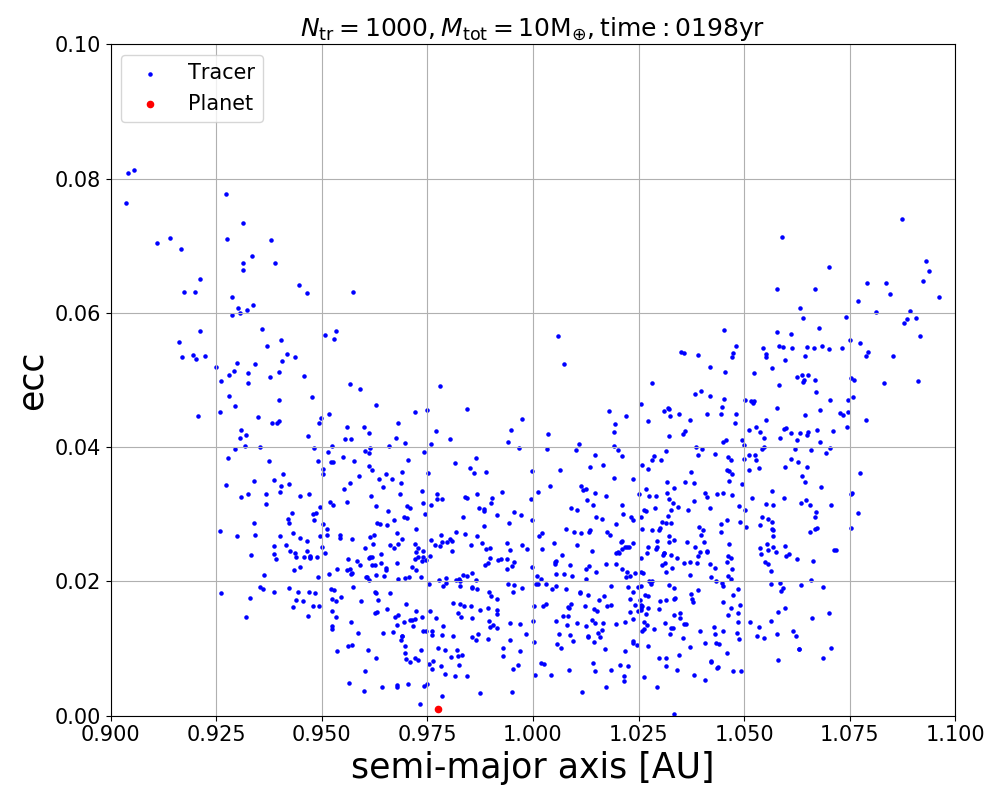 N_tr = 1000, M_tot = 10M_⊕, time : 0198yr
Tracer
Planet
0.10
0.08
0.06
0.04
0.02
0.00
ecc
0.900 0.925 0.950 0.975 1.000 1.025 1.050 1.075 1.100
semi-major axis [AU]